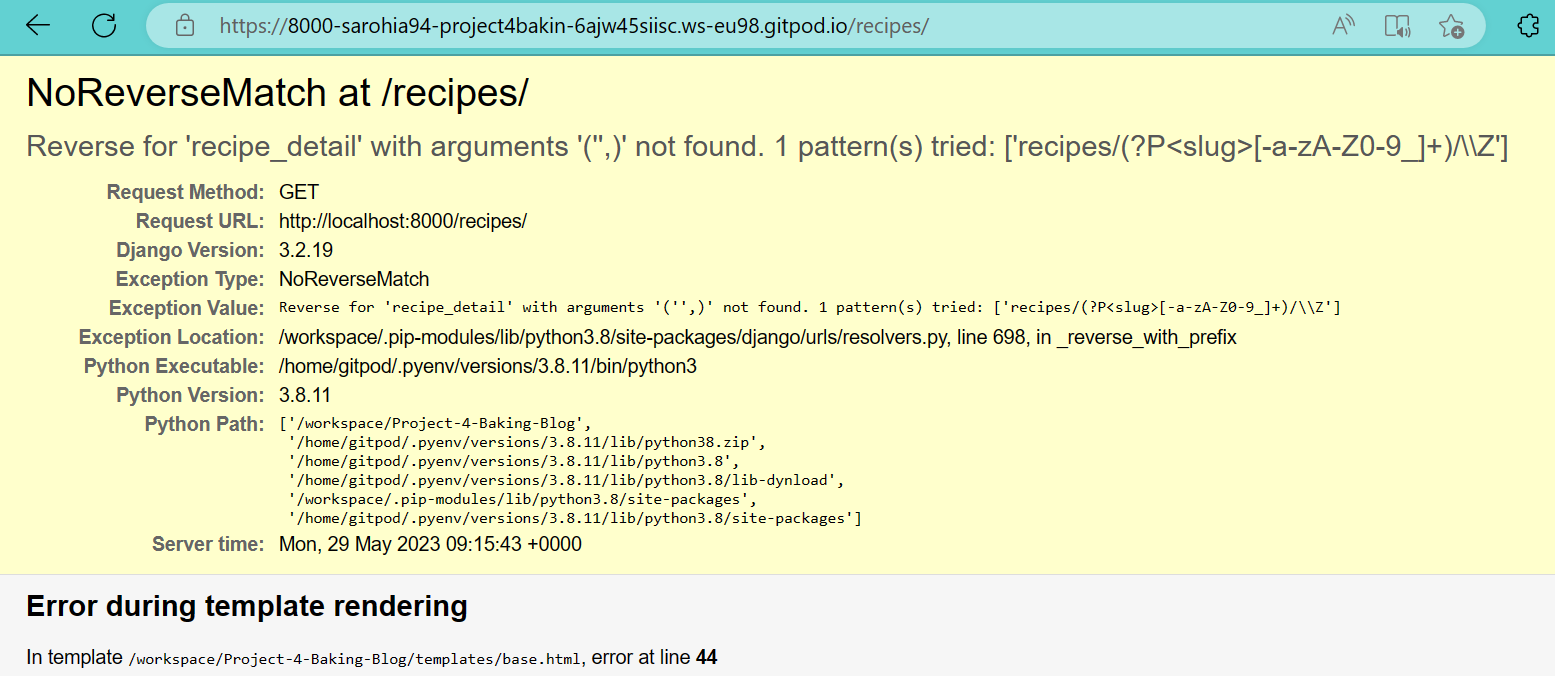 https://8000-sarohia94-project4bakin-6ajw45siisc.ws-eu98.gitpod.io/recipes/
NoReverseMatch at /recipes/
Reverse for 'recipe_detail' with arguments '('',)' not found. 1 pattern(s) tried: ['recipes/(?P<slug>[-a-zA-Z0-9_]+)/\\Z']
Request Method: GET
Request URL: http://localhost:8000/recipes/
Django Version: 3.2.19
Exception Type: NoReverseMatch
Exception Value: Reverse for 'recipe_detail' with arguments '('',)' not found. 1 pattern(s) tried: ['recipes/(?P<slug>[-a-zA-Z0-9_]+)/\\Z']
Exception Location: /workspace/.pip-modules/lib/python3.8/site-packages/django/urls/resolvers.py, line 698, in _reverse_with_prefix
Python Executable: /home/gitpod/.pyenv/versions/3.8.11/bin/python3
Python Version: 3.8.11
Python Path: ['/workspace/Project-4-Baking-Blog',
'/home/gitpod/.pyenv/versions/3.8.11/lib/python38.zip',
'/home/gitpod/.pyenv/versions/3.8.11/lib/python3.8',
'/home/gitpod/.pyenv/versions/3.8.11/lib/python3.8/lib-dynload',
'/workspace/.pip-modules/lib/python3.8/site-packages',
'/home/gitpod/.pyenv/versions/3.8.11/lib/python3.8/site-packages']
Server time: Mon, 29 May 2023 09:15:43 +0000
Error during template rendering
In template /workspace/Project-4-Baking-Blog/templates/base.html, error at line 44